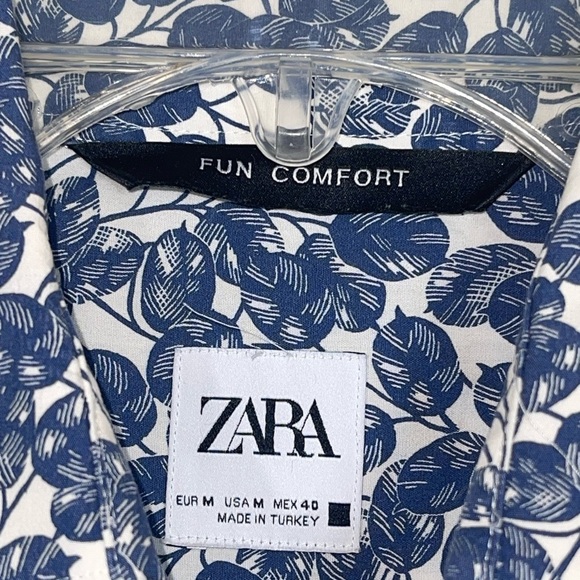 FUN COMFORT
ZARA
EUR M USA M MEX 40
MADE IN TURKEY